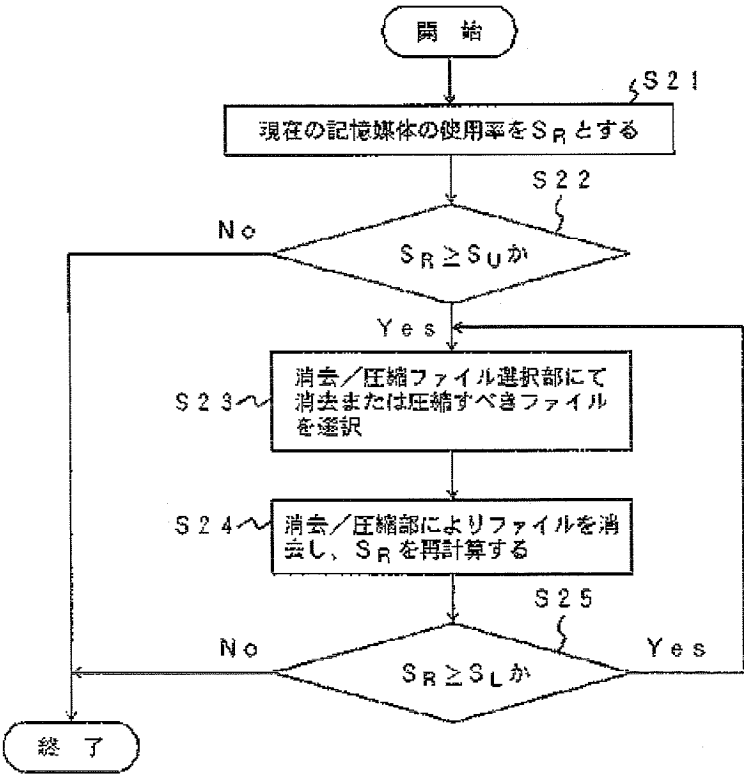 開 始
S21
現在の記憶媒体の使用率をSRとする
S22
No
SR≧SUか
Yes
S23
消去／圧縮ファイル選択部にて
消去または圧縮すべきファイル
を選択
S24
消去／圧縮部によりファイルを消
去し、SRを再計算する
S25
No
SR≧SLか
Yes
終 了